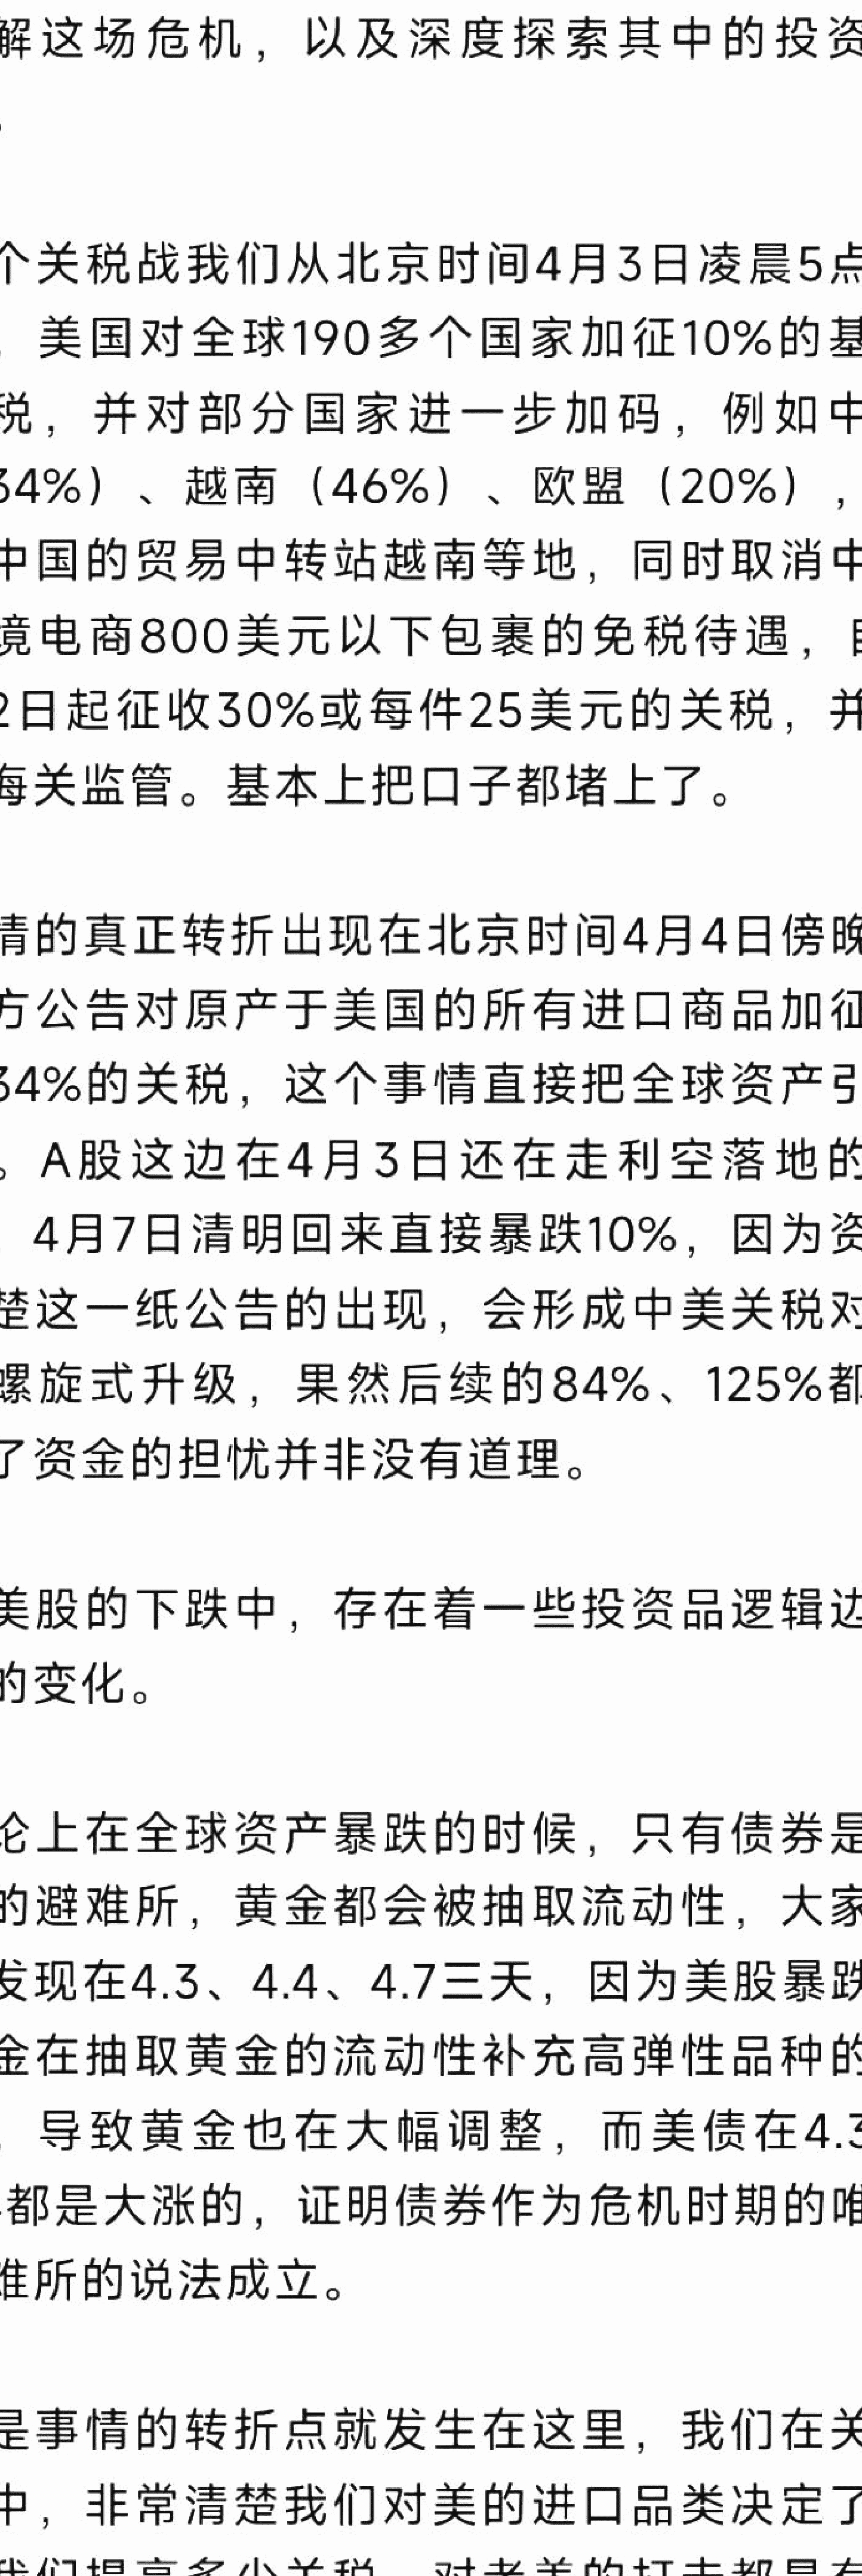 解这场危机，以及深度探索其中的投资
。
个关税战我们从北京时间4月3日凌晨5点
，美国对全球190多个国家加征10%的基
税，并对部分国家进一步加码，例如中
34%）、越南（46%）、欧盟（20%），
中国的贸易中转站越南等地，同时取消中
境电商800美元以下包裹的免税待遇，自
2日起征收30%或每件25美元的关税，并
海关监管。基本上把口子都堵上了。
情的真正转折出现在北京时间4月4日傍晚
方公告对原产于美国的所有进口商品加征
34%的关税，这个事情直接把全球资产引
。A股这边在4月3日还在走利空落地的
，4月7日清明回来直接暴跌10%，因为资
楚这一纸公告的出现，会形成中美关税对
螺旋式升级，果然后续的84%、125%都
了资金的担忧并非没有道理。
美股的下跌中，存在着一些投资品逻辑边
的变化。
论上在全球资产暴跌的时候，只有债券是
的避难所，黄金都会被抽取流动性，大家
发现在4.3、4.4、4.7三天，因为美股暴跌
金在抽取黄金的流动性补充高弹性品种的
，导致黄金也在大幅调整，而美债在4.3
都是大涨的，证明债券作为危机时期的唯
难所的说法成立。
是事情的转折点就发生在这里，我们在关
中，非常清楚我们对美的进口品类决定了
我们提高多少关税，对老美的打击都是有